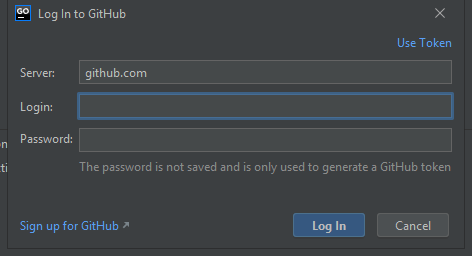 GO Log In to GitHub
Use Token
Server: github.com
Login:
Password:
The password is not saved and is only used to generate a GitHub token
Sign up for GitHub ↗ Log In Cancel